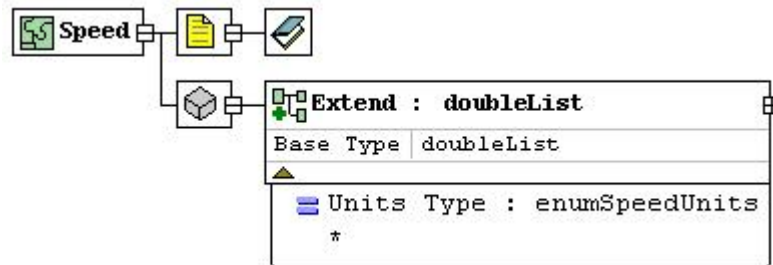 Speed
Extend : doubleList
Base Type doubleList
Units Type : enumSpeedUnits
*